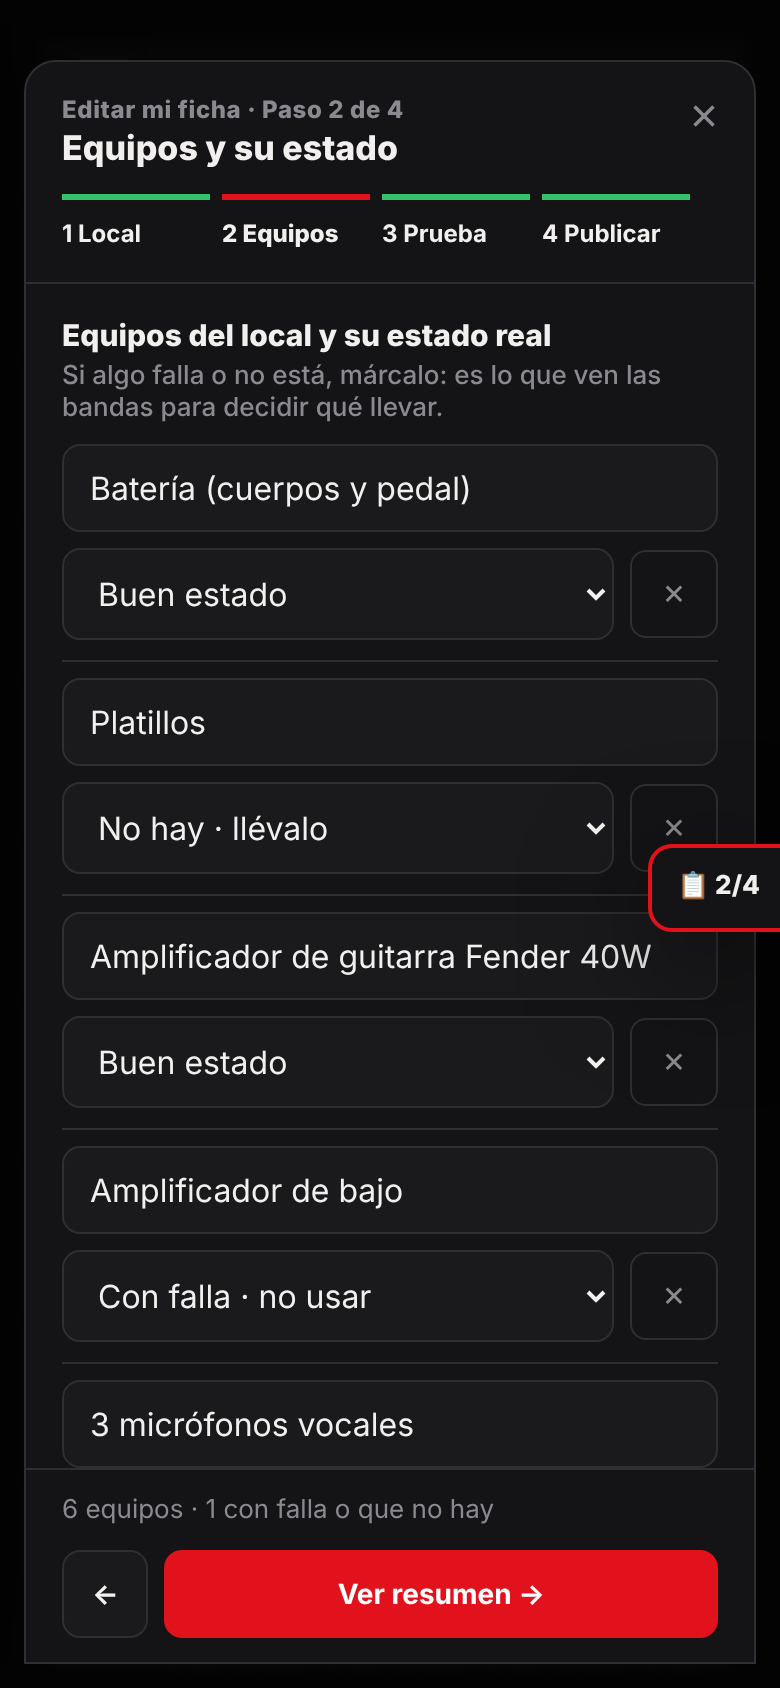 Editar mi ficha · Paso 2 de 4
Equipos y su estado
1 Local
2 Equipos
3 Prueba
4 Publicar
Equipos del local y su estado real
Si algo falla o no está, márcalo: es lo que ven las
bandas para decidir qué llevar.
Batería (cuerpos y pedal)
Buen estado
Platillos
No hay · llévalo
📋 2/4
Amplificador de guitarra Fender 40W
Buen estado
Amplificador de bajo
Con falla · no usar
3 micrófonos vocales
6 equipos · 1 con falla o que no hay
Ver resumen →